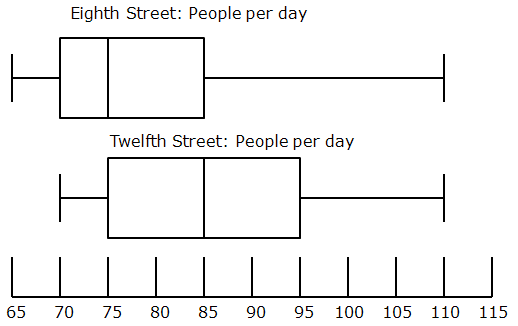 Eighth Street: People per day
Twelfth Street: People per day
65 70 75 80 85 90 95 100 105 110 115